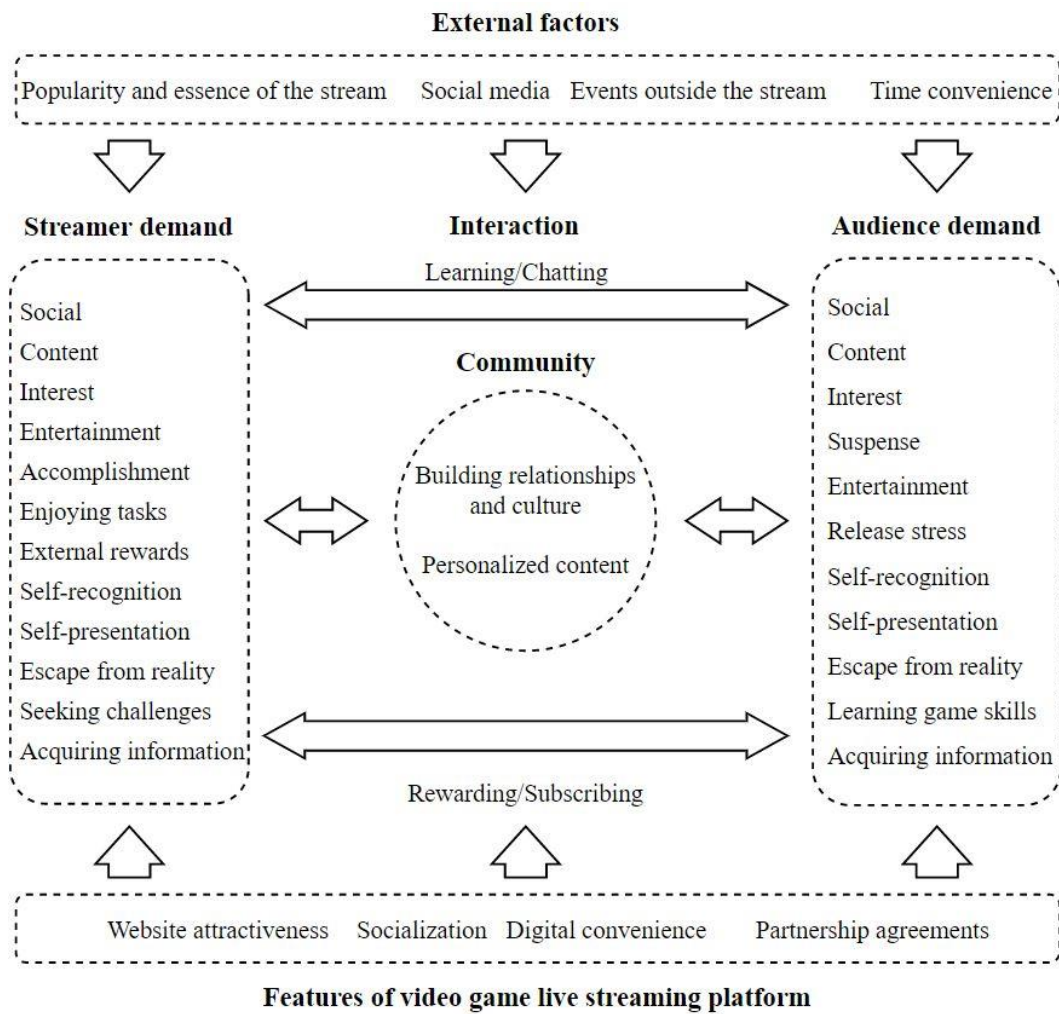 External factors
Popularity and essence of the stream Social media Events outside the stream Time convenience
Streamer demand
Social
Content
Interest
Entertainment
Accomplishment
Enjoying tasks
External rewards
Self-recognition
Self-presentation
Escape from reality
Seeking challenges
Acquiring information
Interaction
Learning/Chatting
Community
Building relationships
and culture
Personalized content
Rewarding/Subscribing
Audience demand
Social
Content
Interest
Suspense
Entertainment
Release stress
Self-recognition
Self-presentation
Escape from reality
Learning game skills
Acquiring information
Website attractiveness Socialization Digital convenience Partnership agreements
Features of video game live streaming platform